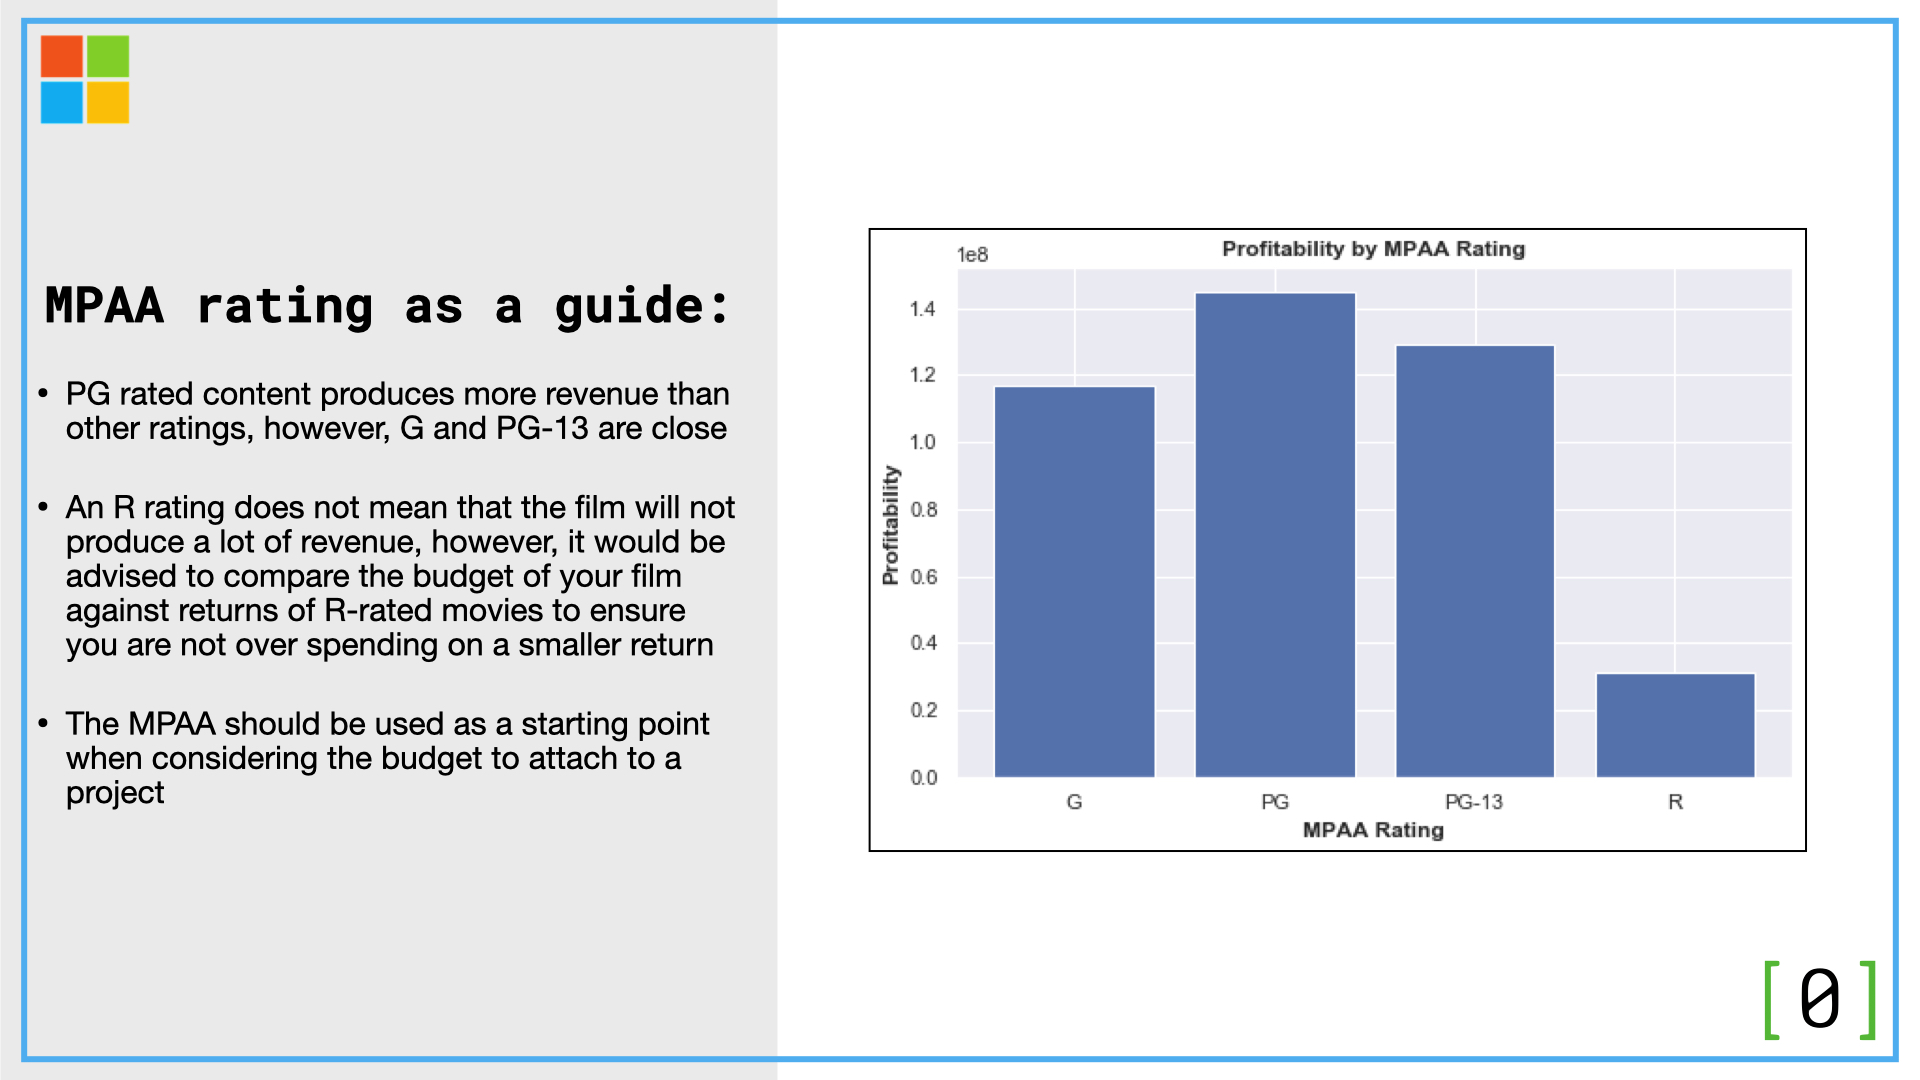 MPAA rating as a guide:
• PG rated content produces more revenue than
other ratings, however, G and PG-13 are close
• An R rating does not mean that the film will not
produce a lot of revenue, however, it would be
advised to compare the budget of your film
against returns of R-rated movies to ensure
you are not over spending on a smaller return
• The MPAA should be used as a starting point
when considering the budget to attach to a
project
Profitability by MPAA Rating
1e8
1.4
1.2
1.0
0.8
0.6
0.4
0.2
0.0
Profitability
G PG PG-13 R
MPAA Rating
[0]